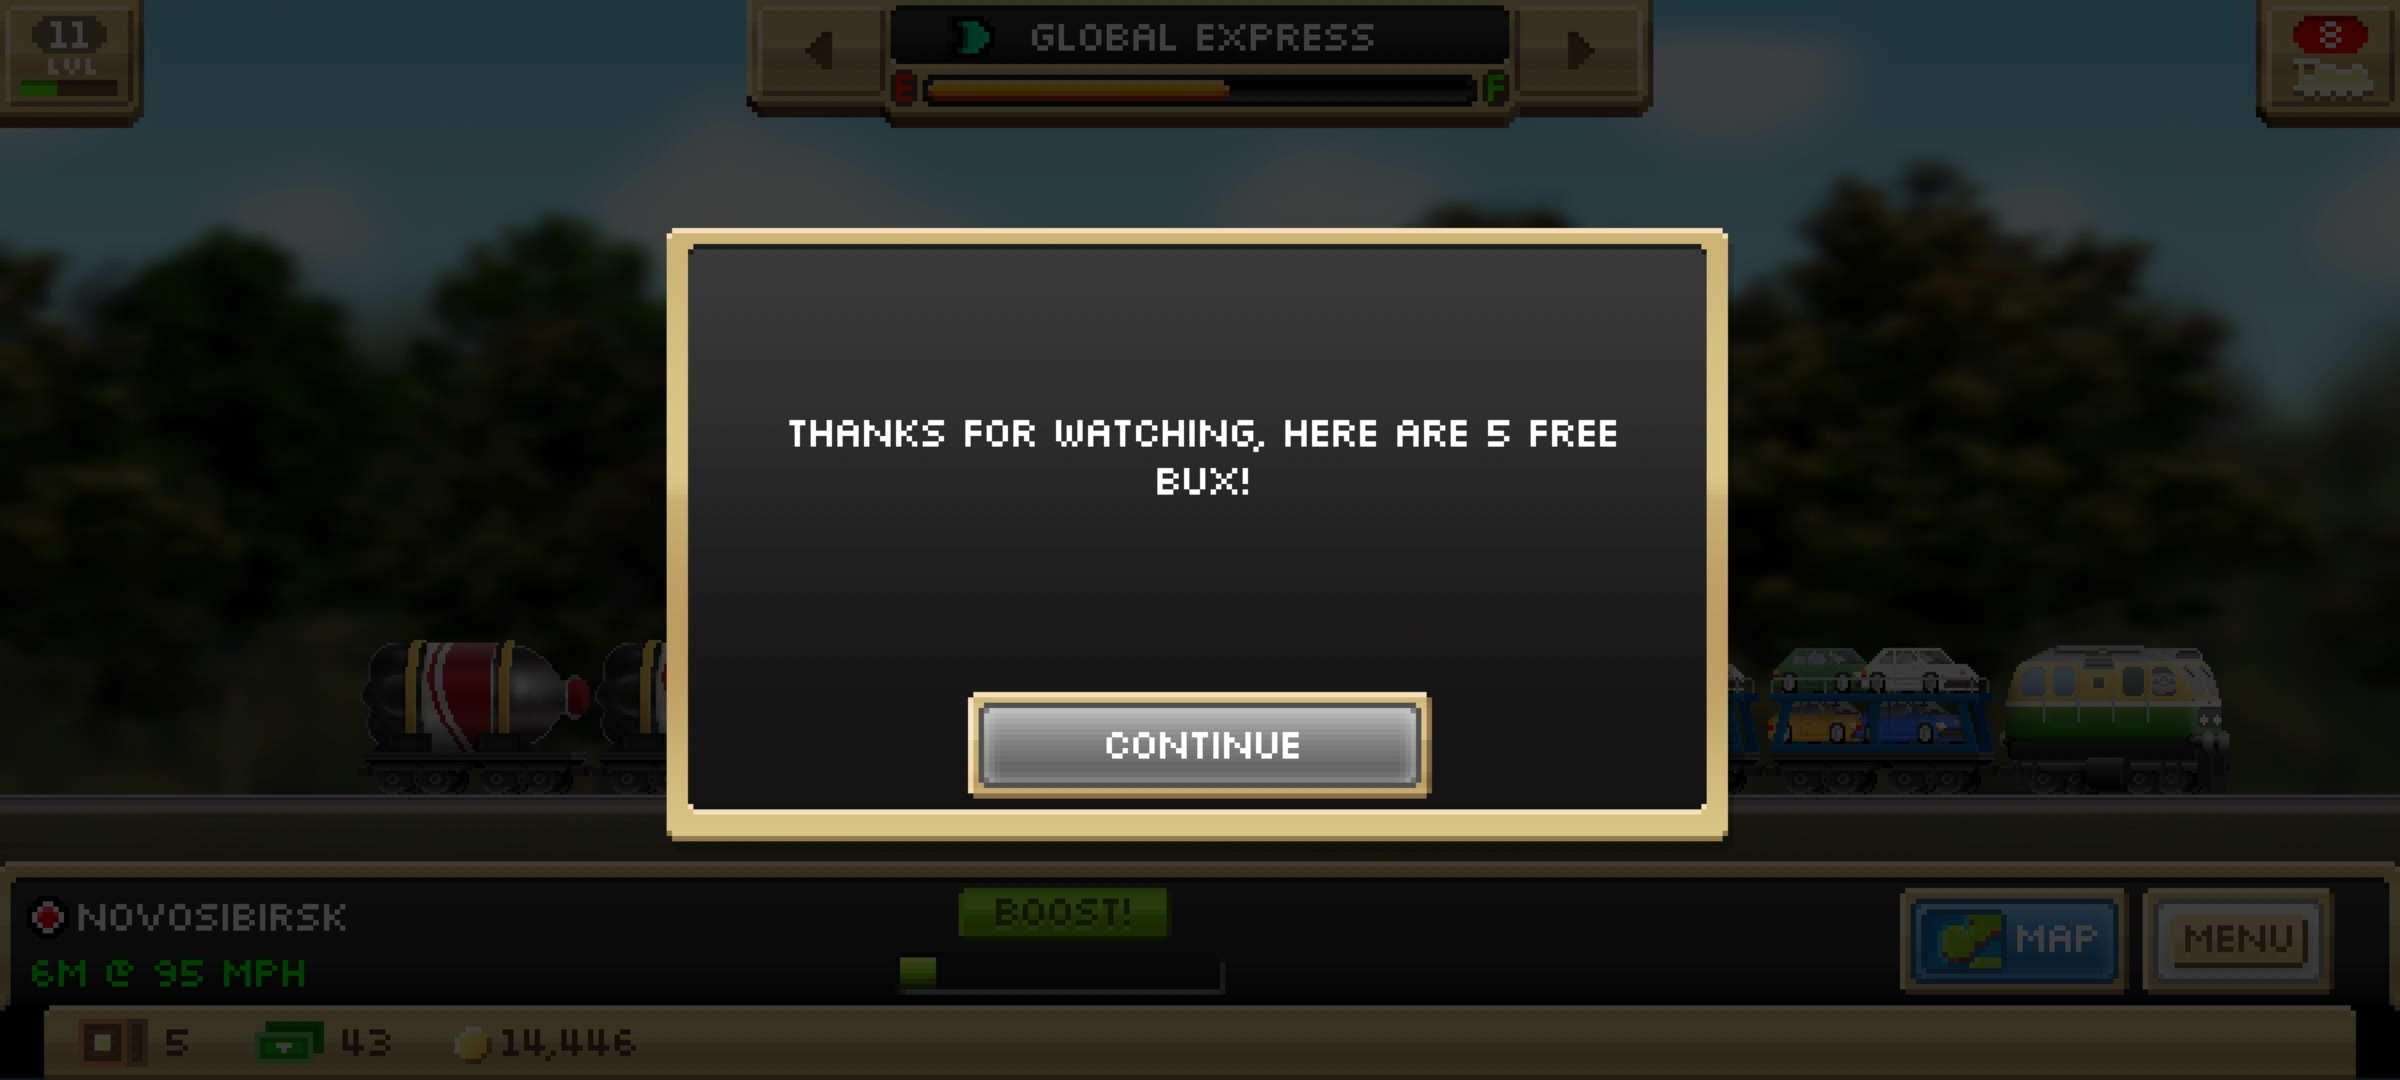 11
LVL
GLOBAL EXPRESS
E F
8
THANKS FOR WATCHING, HERE ARE 5 FREE
BUX!
CONTINUE
NOVOSIBIRSK
6M @ 95 MPH
BOOST!
MAP
MENU
5 43 14,446